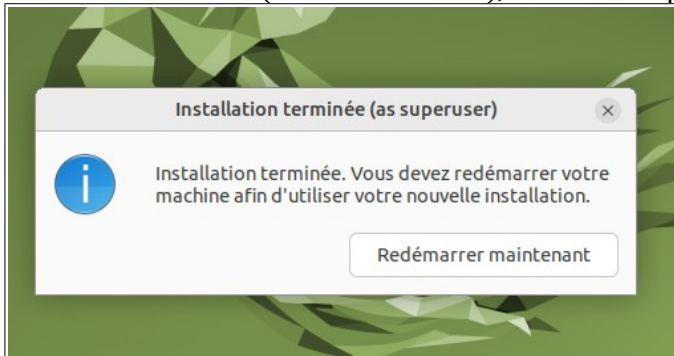 Installation terminée (as superuser)
Installation terminée. Vous devez redémarrer votre
machine afin d'utiliser votre nouvelle installation.
Redémarrer maintenant